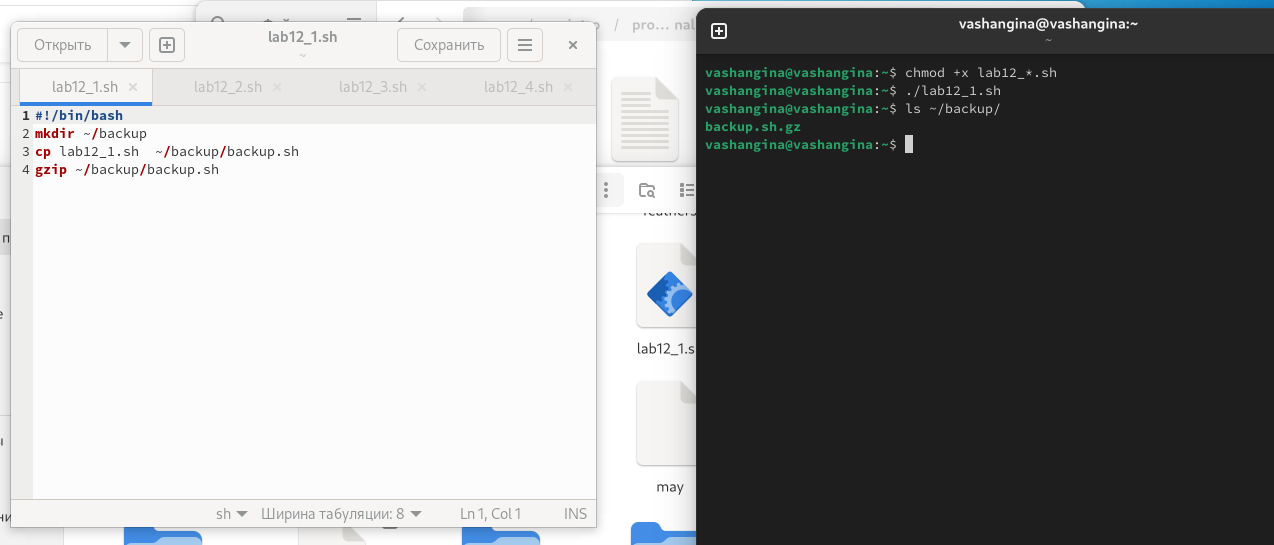 Открыть
lab12_1.sh
~
Сохранить
lab12_1.sh
lab12_2.sh
lab12_3.sh
lab12_4.sh
1 #!/bin/bash
2 mkdir ~/backup
3 cp lab12_1.sh  ~/backup/backup.sh
4 gzip ~/backup/backup.sh
sh
Ширина табуляции: 8
Ln 1, Col 1
INS
/ pro… nal
lab12_1.s
may
vashangina@vashangina:~
~
vashangina@vashangina:~$ chmod +x lab12_*.sh
vashangina@vashangina:~$ ./lab12_1.sh
vashangina@vashangina:~$ ls ~/backup/
backup.sh.gz
vashangina@vashangina:~$